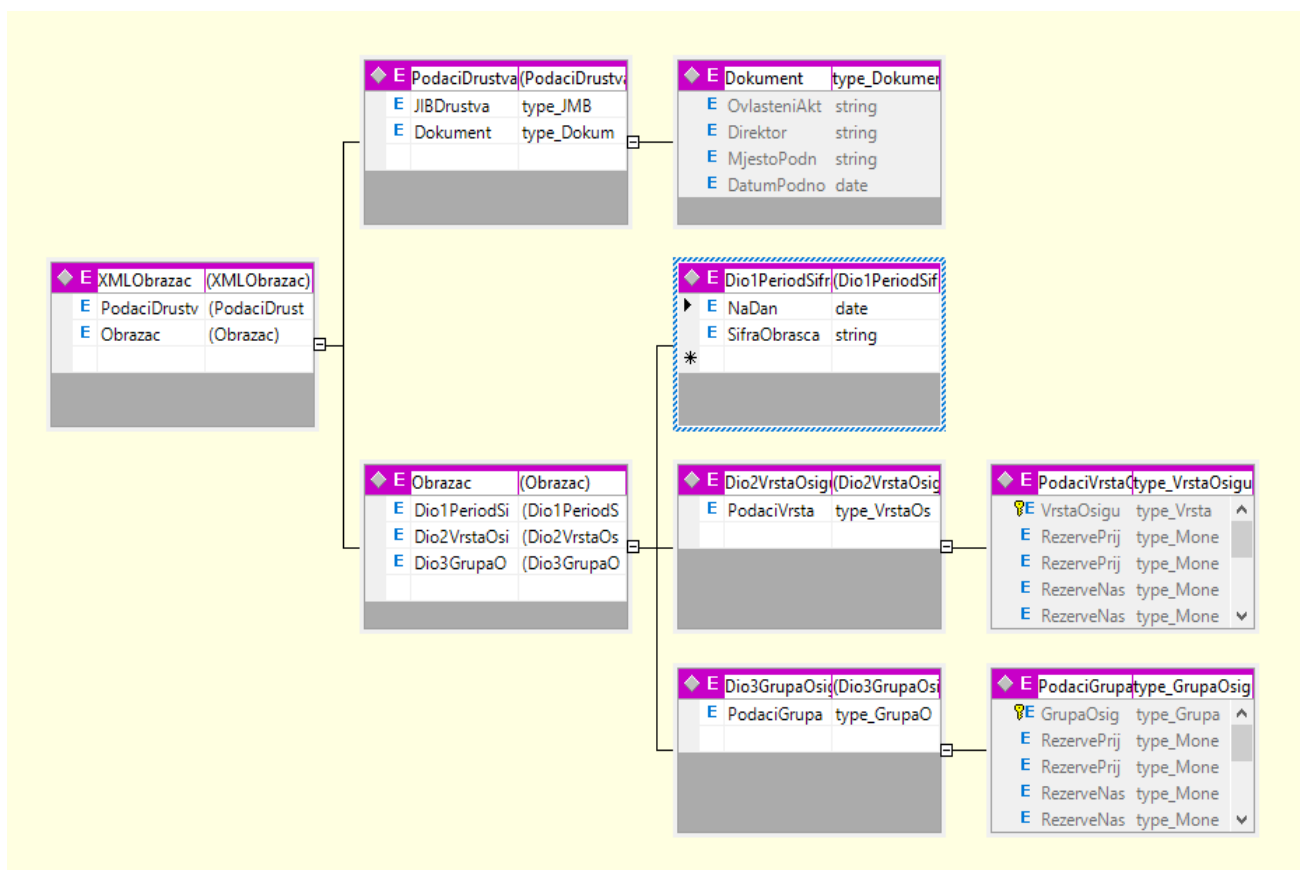 E PodaciDrustva (PodaciDrustva
E JIBDrustva type_JMB
E Dokument type_Dokum
E Dokument type_Dokumen
E OvlasteniAkt string
E Direktor string
E MjestoPodn string
E DatumPodno date
E XMLObrazac (XMLObrazac)
E PodaciDrustv (PodaciDrust
E Obrazac (Obrazac)
E Dio1PeriodSifr (Dio1PeriodSif
E NaDan date
E SifraObrasca string
E Obrazac (Obrazac)
E Dio1PeriodSi (Dio1PeriodS
E Dio2VrstaOsi (Dio2VrstaOs
E Dio3GrupaO (Dio3GrupaO
E Dio2VrstaOsigu (Dio2VrstaOsig
E PodaciVrsta type_VrstaOs
E PodaciVrstaO type_VrstaOsigu
E VrstaOsigu type_Vrsta
E RezervePrij type_Mone
E RezervePrij type_Mone
E RezerveNas type_Mone
E RezerveNas type_Mone
E Dio3GrupaOsig (Dio3GrupaOsi
E PodaciGrupa type_GrupaO
E PodaciGrupa type_GrupaOsig
E GrupaOsig type_Grupa
E RezervePrij type_Mone
E RezervePrij type_Mone
E RezerveNas type_Mone
E RezerveNas type_Mone